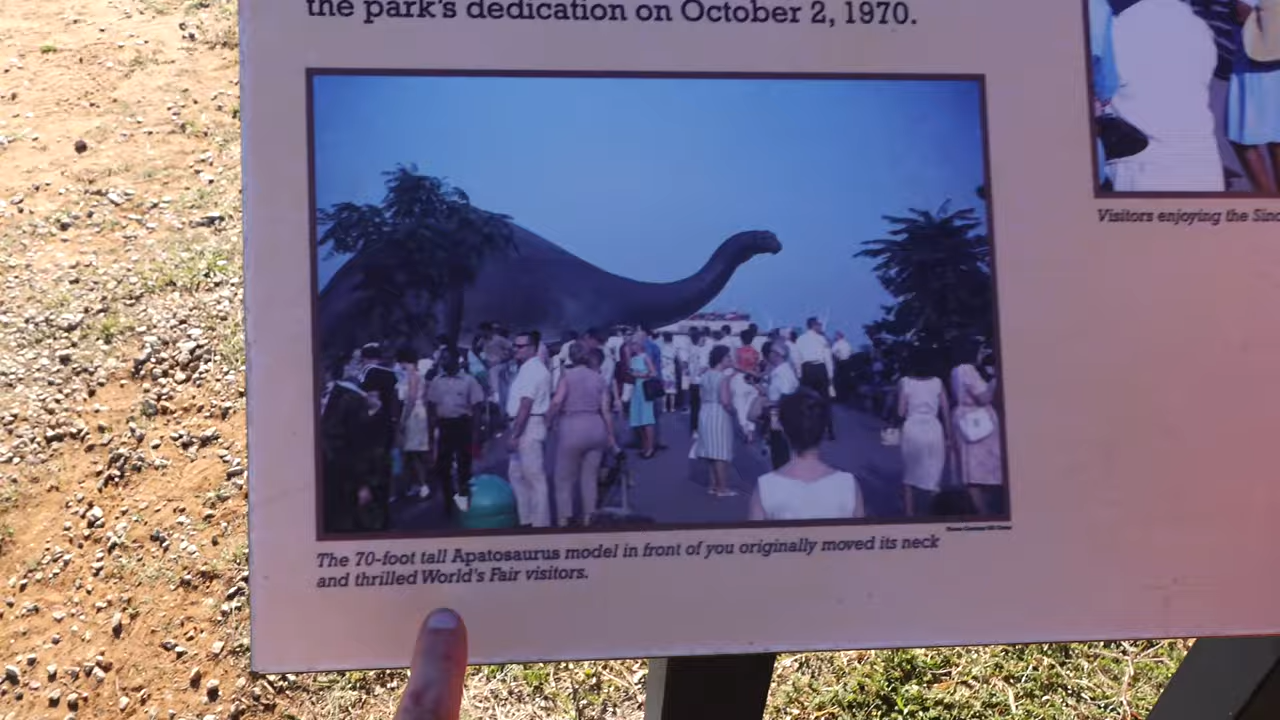 the park's dedication on October 2, 1970.
Visitors enjoying the Sinc
The 70-foot tall Apatosaurus model in front of you originally moved its neck
and thrilled World's Fair visitors.